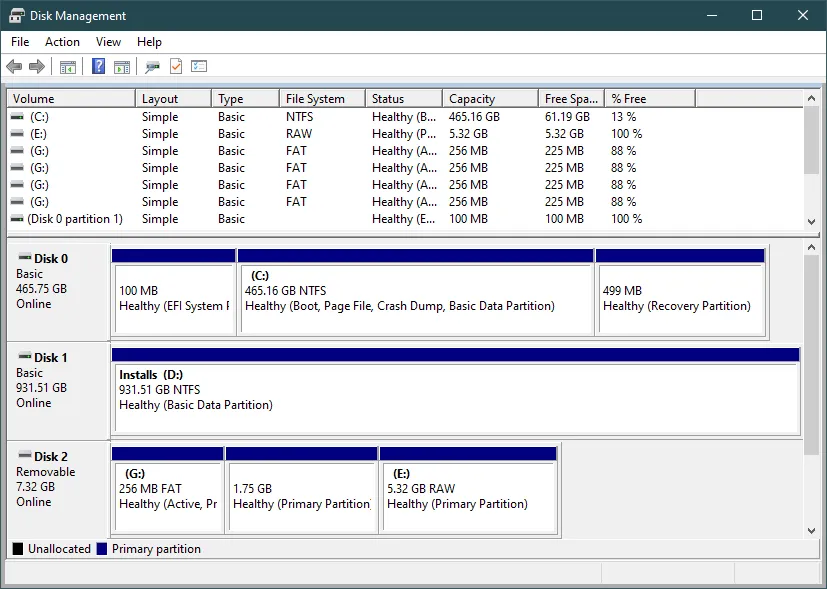 Disk Management
File Action View Help
Volume Layout Type File System Status Capacity Free Spa... % Free
(C:) Simple Basic NTFS Healthy (B... 465.16 GB 61.19 GB 13 %
(E:) Simple Basic RAW Healthy (P... 5.32 GB 5.32 GB 100 %
(G:) Simple Basic FAT Healthy (A... 256 MB 225 MB 88 %
(G:) Simple Basic FAT Healthy (A... 256 MB 225 MB 88 %
(G:) Simple Basic FAT Healthy (A... 256 MB 225 MB 88 %
(G:) Simple Basic FAT Healthy (A... 256 MB 225 MB 88 %
(Disk 0 partition 1) Simple Basic Healthy (E... 100 MB 100 MB 100 %
Disk 0
Basic
465.75 GB
Online
100 MB
Healthy (EFI System
(C:)
465.16 GB NTFS
Healthy (Boot, Page File, Crash Dump, Basic Data Partition)
499 MB
Healthy (Recovery Partition)
Disk 1
Basic
931.51 GB
Online
Installs (D:)
931.51 GB NTFS
Healthy (Basic Data Partition)
Disk 2
Removable
7.32 GB
Online
(G:)
256 MB FAT
Healthy (Active, Pr
1.75 GB
Healthy (Primary Partition
(E:)
5.32 GB RAW
Healthy (Primary Partition)
Unallocated Primary partition